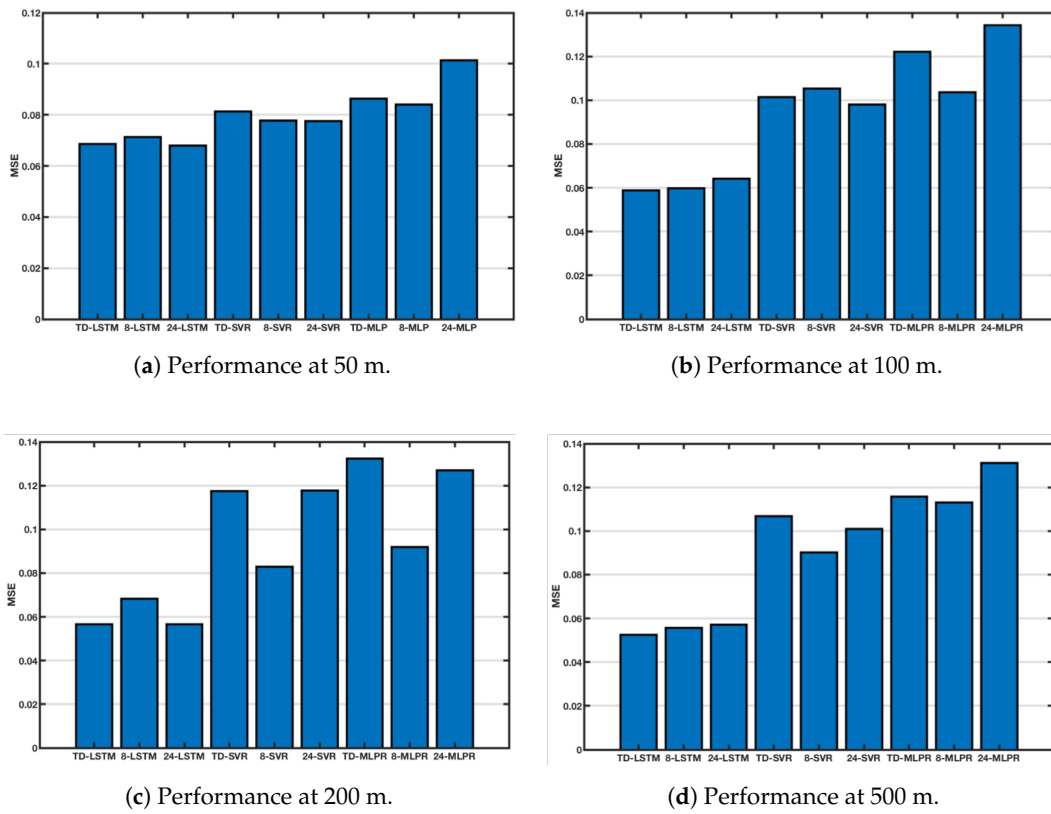 0.12
0.1
0.08
0.06
0.04
0.02
0
MSE
TD-LSTM 8-LSTM 24-LSTM TD-SVR 8-SVR 24-SVR TD-MLP 8-MLP 24-MLP
(a) Performance at 50 m.
0.14
0.12
0.1
0.08
0.06
0.04
0.02
0
MSE
TD-LSTM 8-LSTM 24-LSTM TD-SVR 8-SVR 24-SVR TD-MLPR 8-MLPR 24-MLPR
(b) Performance at 100 m.
0.14
0.12
0.1
0.08
0.06
0.04
0.02
0
MSE
TD-LSTM 8-LSTM 24-LSTM TD-SVR 8-SVR 24-SVR TD-MLPR 8-MLPR 24-MLPR
(c) Performance at 200 m.
0.14
0.12
0.1
0.08
0.06
0.04
0.02
0
MSE
TD-LSTM 8-LSTM 24-LSTM TD-SVR 8-SVR 24-SVR TD-MLPR 8-MLPR 24-MLPR
(d) Performance at 500 m.